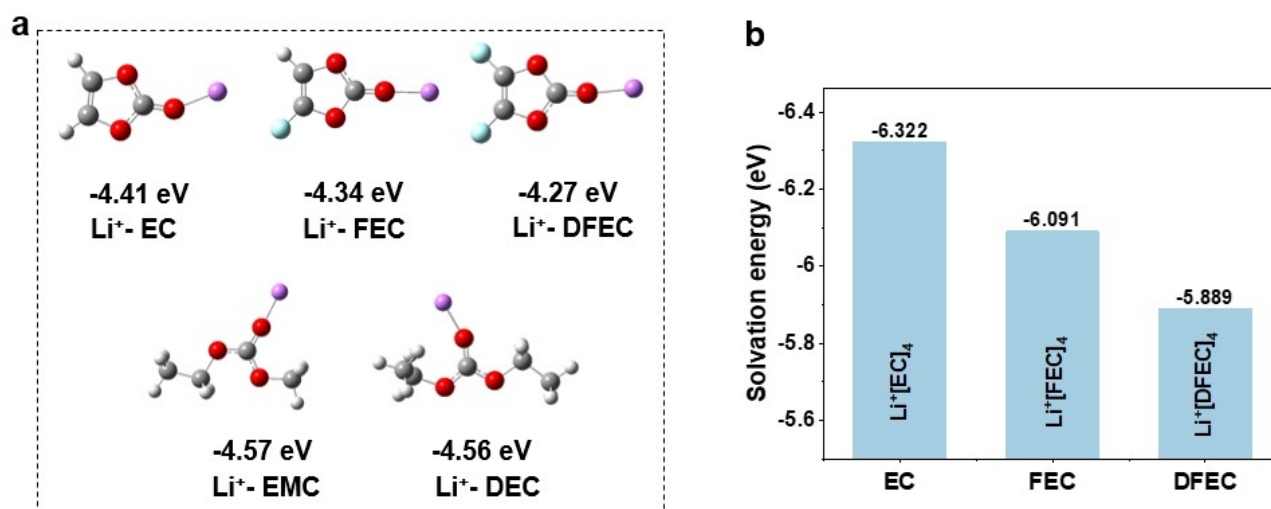 a
-4.41 eV
Li⁺- EC
-4.34 eV
Li⁺- FEC
-4.27 eV
Li⁺- DFEC
-4.57 eV
Li⁺- EMC
-4.56 eV
Li⁺- DEC
b
Solvation energy (eV)
-6.4
-6.2
-6
-5.8
-5.6
-6.322
-6.091
-5.889
Li⁺[EC]₄
Li⁺[FEC]₄
Li⁺[DFEC]₄
EC
FEC
DFEC